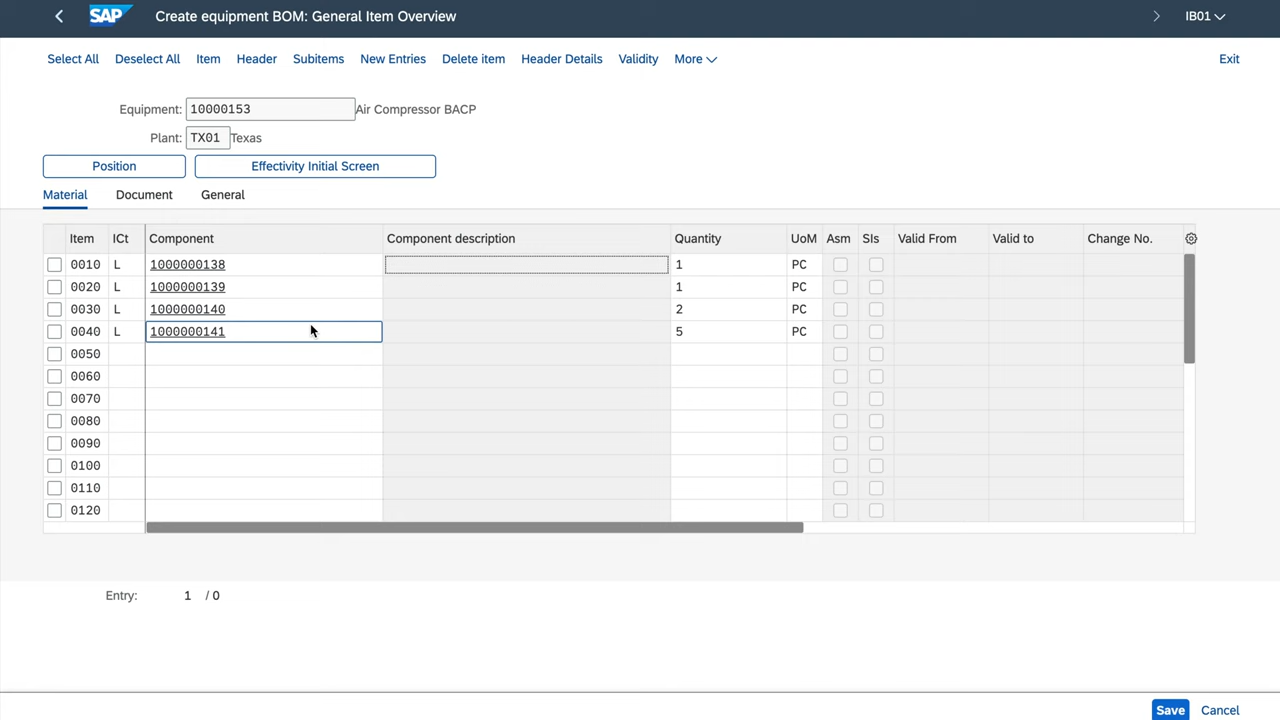 SAP Create equipment BOM: General Item Overview IB01
Select All Deselect All Item Header Subitems New Entries Delete item Header Details Validity More Exit
Equipment: 10000153 Air Compressor BACP
Plant: TX01 Texas
Position Effectivity Initial Screen
Material Document General
Item ICt Component Component description Quantity UoM Asm SIs Valid From Valid to Change No.
0010 L 1000000138 1 PC
0020 L 1000000139 1 PC
0030 L 1000000140 2 PC
0040 L 1000000141 5 PC
0050
0060
0070
0080
0090
0100
0110
0120
Entry: 1 / 0
Save Cancel